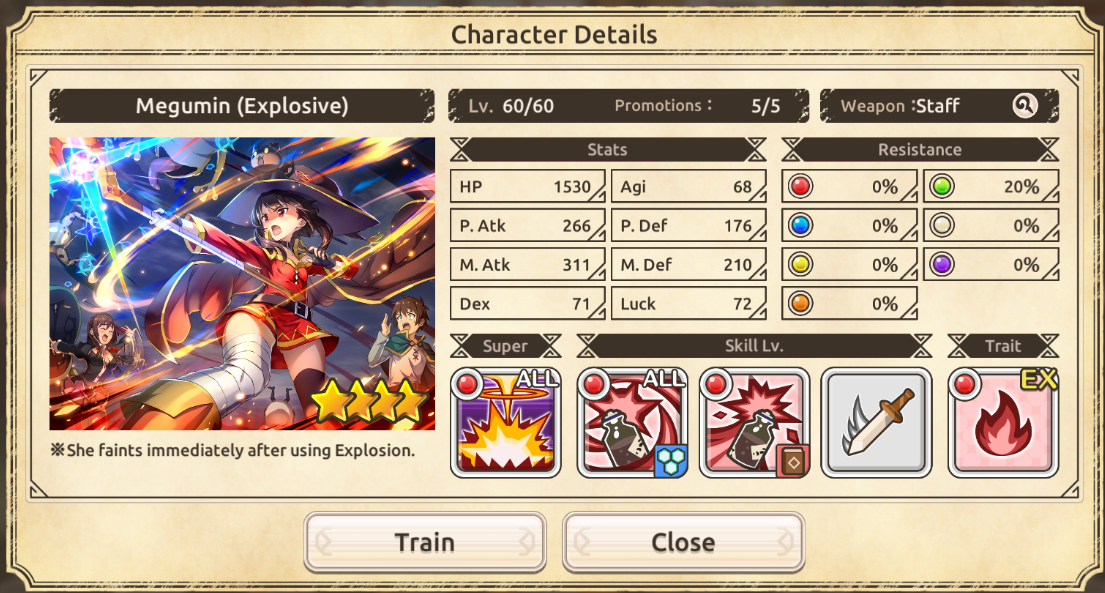 Character Details
Megumin (Explosive)
Lv. 60/60 Promotions : 5/5
Weapon :Staff
Stats
Resistance
HP 1530 Agi 68
0% 20%
P. Atk 266 P. Def 176
0% 0%
M. Atk 311 M. Def 210
0% 0%
Dex 71 Luck 72
0%
Super
Skill Lv.
Trait
ALL
ALL
EX
※She faints immediately after using Explosion.
Train
Close